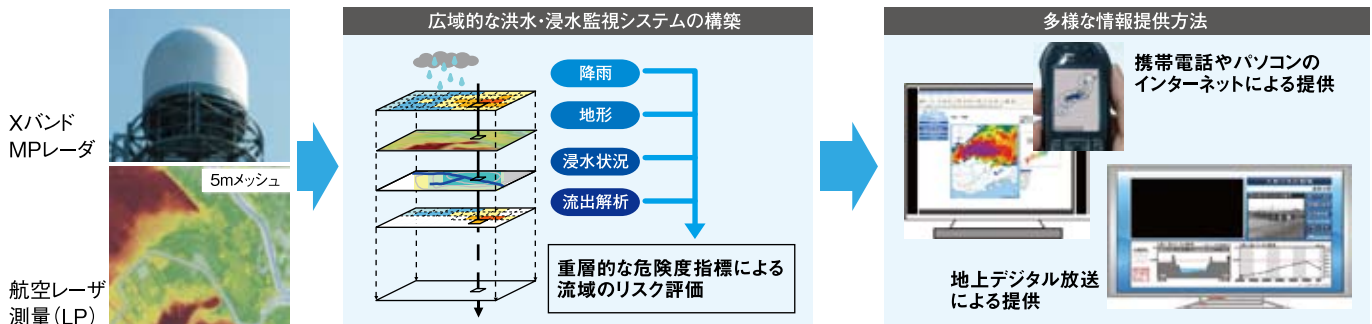 Xバンド
MPレーダ
5mメッシュ
航空レーザ
測量(LP)
広域的な洪水・浸水監視システムの構築
降雨
地形
浸水状況
流出解析
重層的な危険度指標による
流域のリスク評価
多様な情報提供方法
携帯電話やパソコンの
インターネットによる提供
地上デジタル放送
による提供